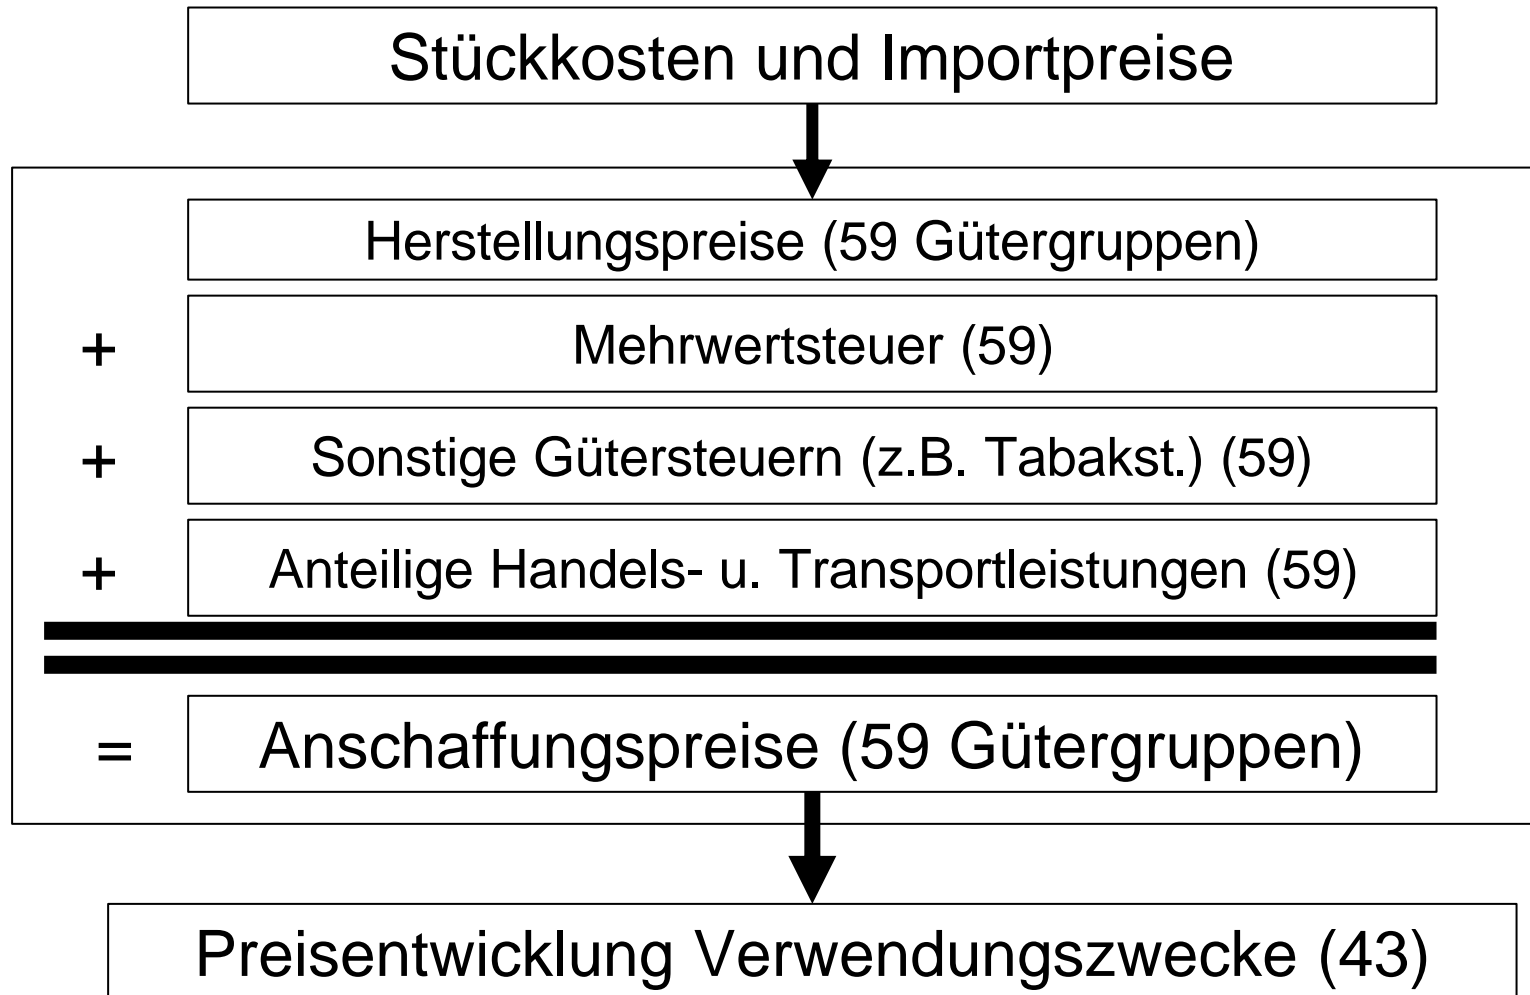 Stückkosten und Importpreise
Herstellungspreise (59 Gütergruppen)
+ Mehrwertsteuer (59)
+ Sonstige Gütersteuern (z.B. Tabakst.) (59)
+ Anteilige Handels- u. Transportleistungen (59)
= Anschaffungspreise (59 Gütergruppen)
Preisentwicklung Verwendungszwecke (43)